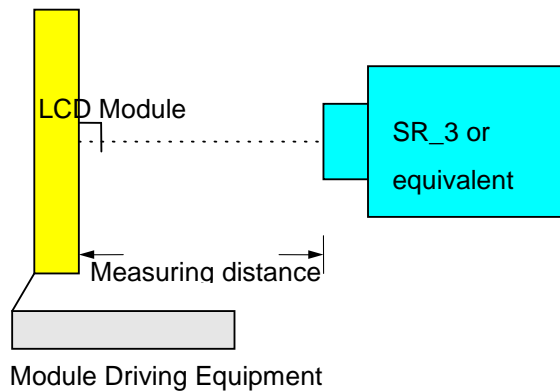 LCD Module
SR_3 or
equivalent
Measuring distance
Module Driving Equipment